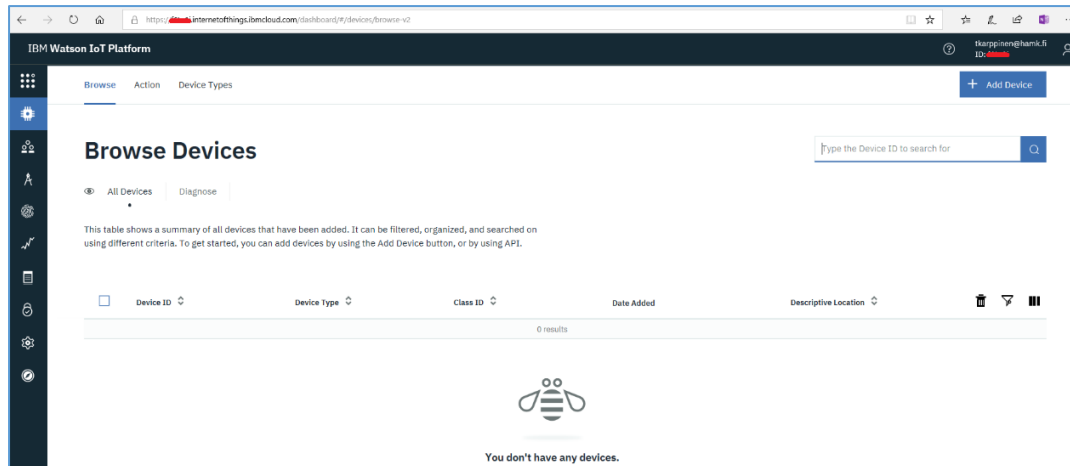 https://internetofthings.ibmcloud.com/dashboard/#/devices/browse-v2
IBM Watson IoT Platform
tkarppinen@hamk.fi
ID:
Browse Action Device Types
+ Add Device
Browse Devices
Type the Device ID to search for
All Devices Diagnose
This table shows a summary of all devices that have been added. It can be filtered, organized, and searched on
using different criteria. To get started, you can add devices by using the Add Device button, or by using API.
Device ID Device Type Class ID Date Added Descriptive Location
0 results
You don't have any devices.